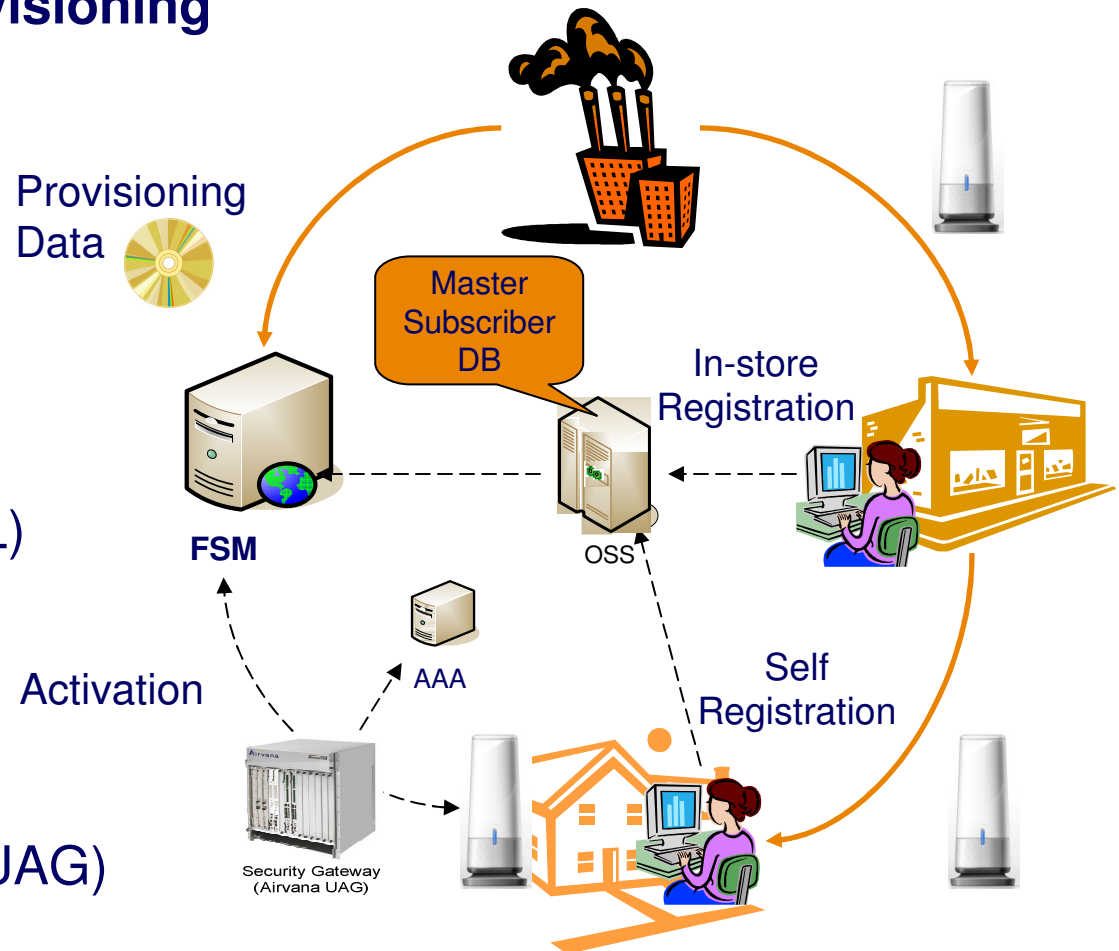 visioning
Provisioning
Data
Master
Subscriber
DB
In-store
Registration
L)
FSM
OSS
AAA
Activation
Self
Registration
Airvana
Security Gateway
(Airvana UAG)
UAG)